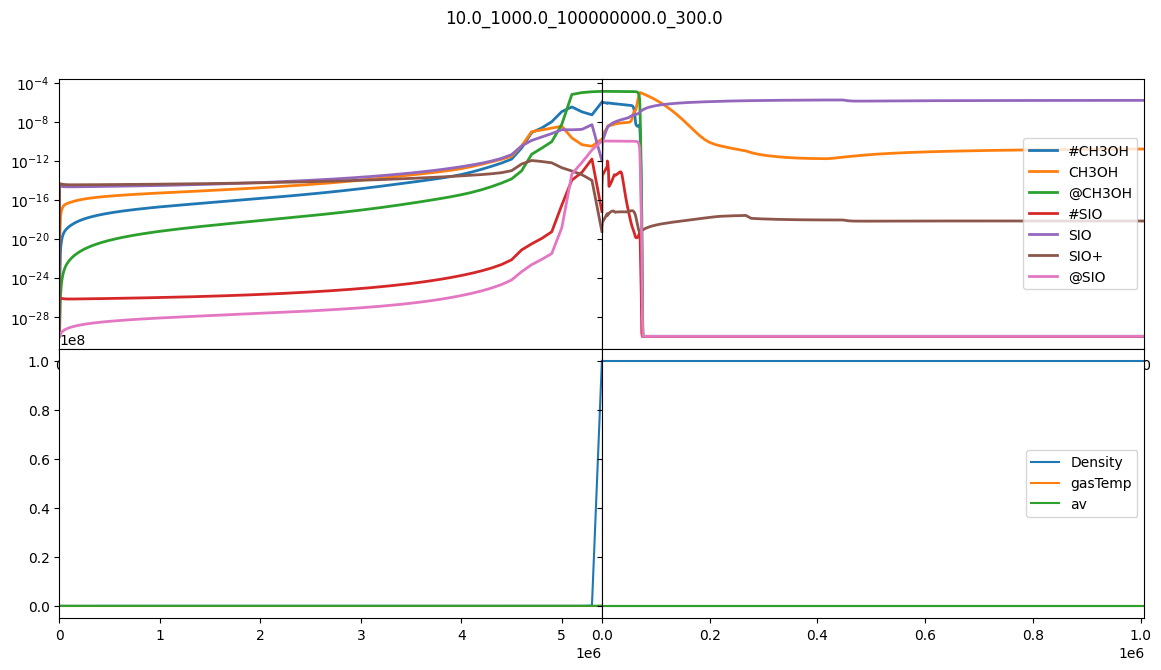 10.0_1000.0_100000000.0_300.0
10⁻⁴
10⁻⁸
10⁻¹²
10⁻¹⁶
10⁻²⁰
10⁻²⁴
10⁻²⁸
#CH3OH
CH3OH
@CH3OH
#SIO
SIO
SIO+
@SIO
1e8
1.0
0.8
0.6
0.4
0.2
0.0
Density
gasTemp
av
0 1 2 3 4 5 0.0 0.2 0.4 0.6 0.8 1.0
1e6 1e6